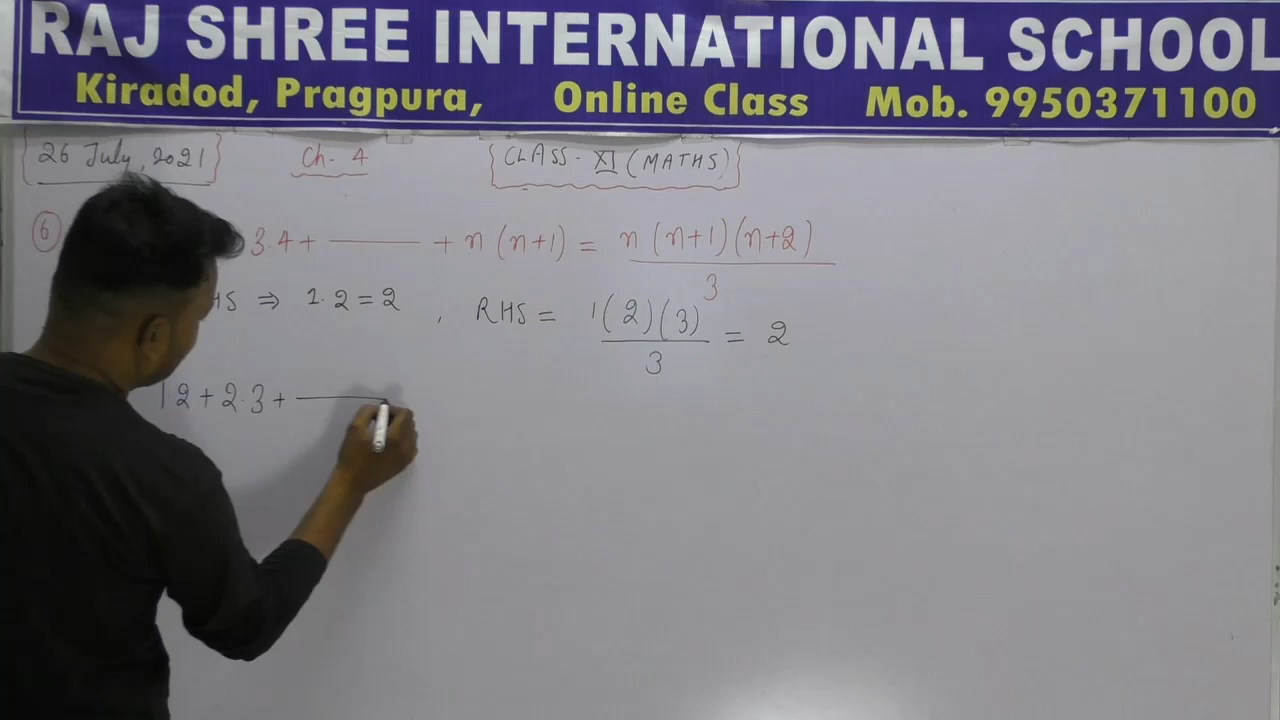 RAJ SHREE INTERNATIONAL SCHOOL
Kiradod, Pragpura, Online Class Mob. 9950371100
26 July, 2021 Ch. 4 CLASS - XI (MATHS)
6 3.4 + ——— + n (n+1) = n (n+1) (n+2) / 3
HS ⇒ 1.2 = 2 , RHS = 1 (2) (3) / 3 = 2
1.2 + 2.3 + ———